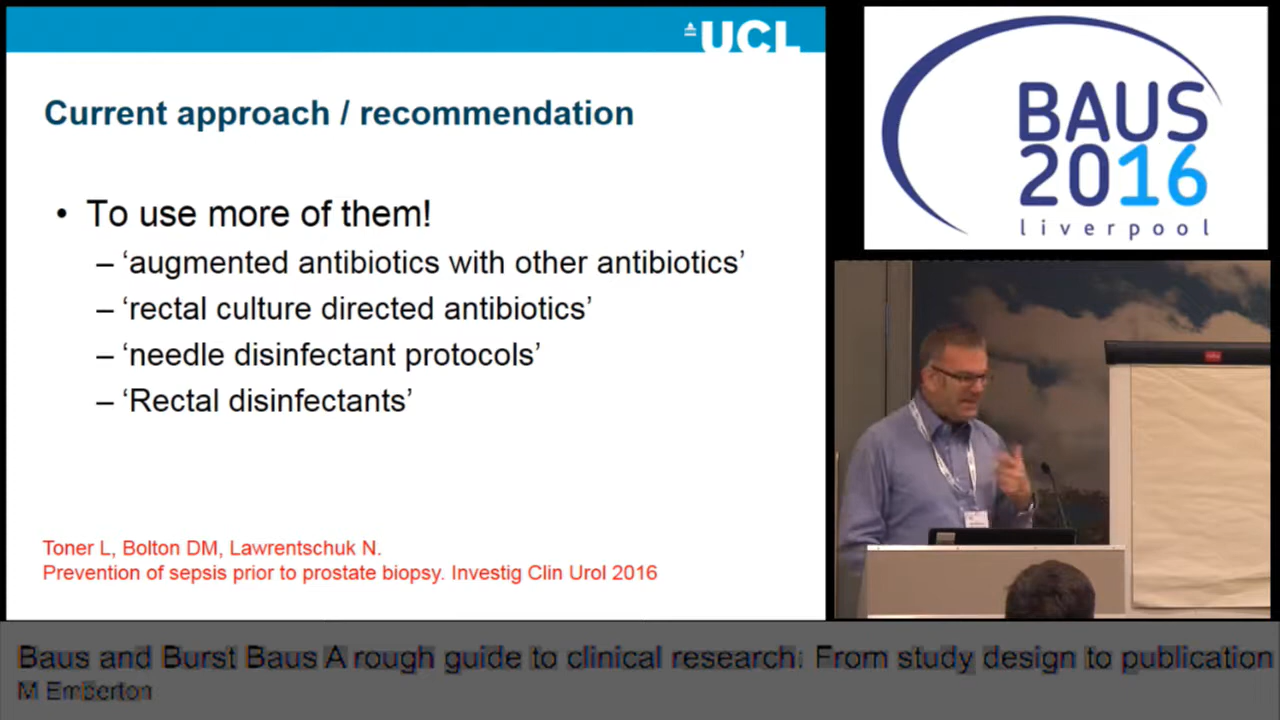 UCL
Current approach / recommendation
• To use more of them!
– ‘augmented antibiotics with other antibiotics’
– ‘rectal culture directed antibiotics’
– ‘needle disinfectant protocols’
– ‘Rectal disinfectants’
Toner L, Bolton DM, Lawrentschuk N.
Prevention of sepsis prior to prostate biopsy. Investig Clin Urol 2016
BAUS
2016
liverpool
Baus and Burst Baus A rough guide to clinical research: From study design to publication
M Emberton